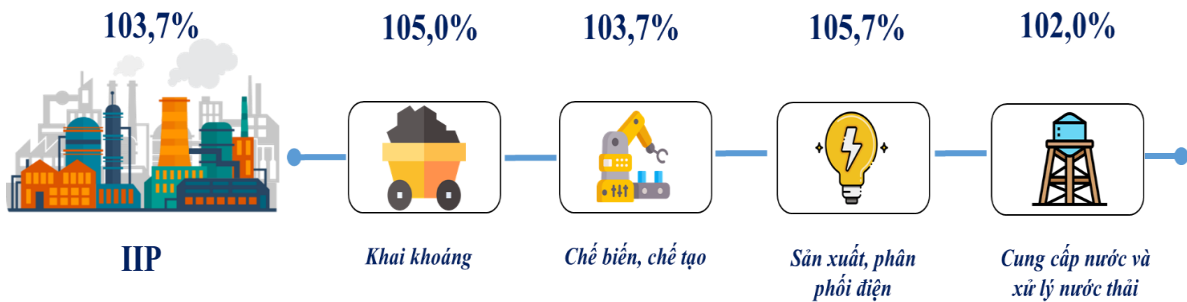 103,7%
105,0%
103,7%
105,7%
102,0%
IIP
Khai khoáng
Chế biến, chế tạo
Sản xuất, phân
phối điện
Cung cấp nước và
xử lý nước thải